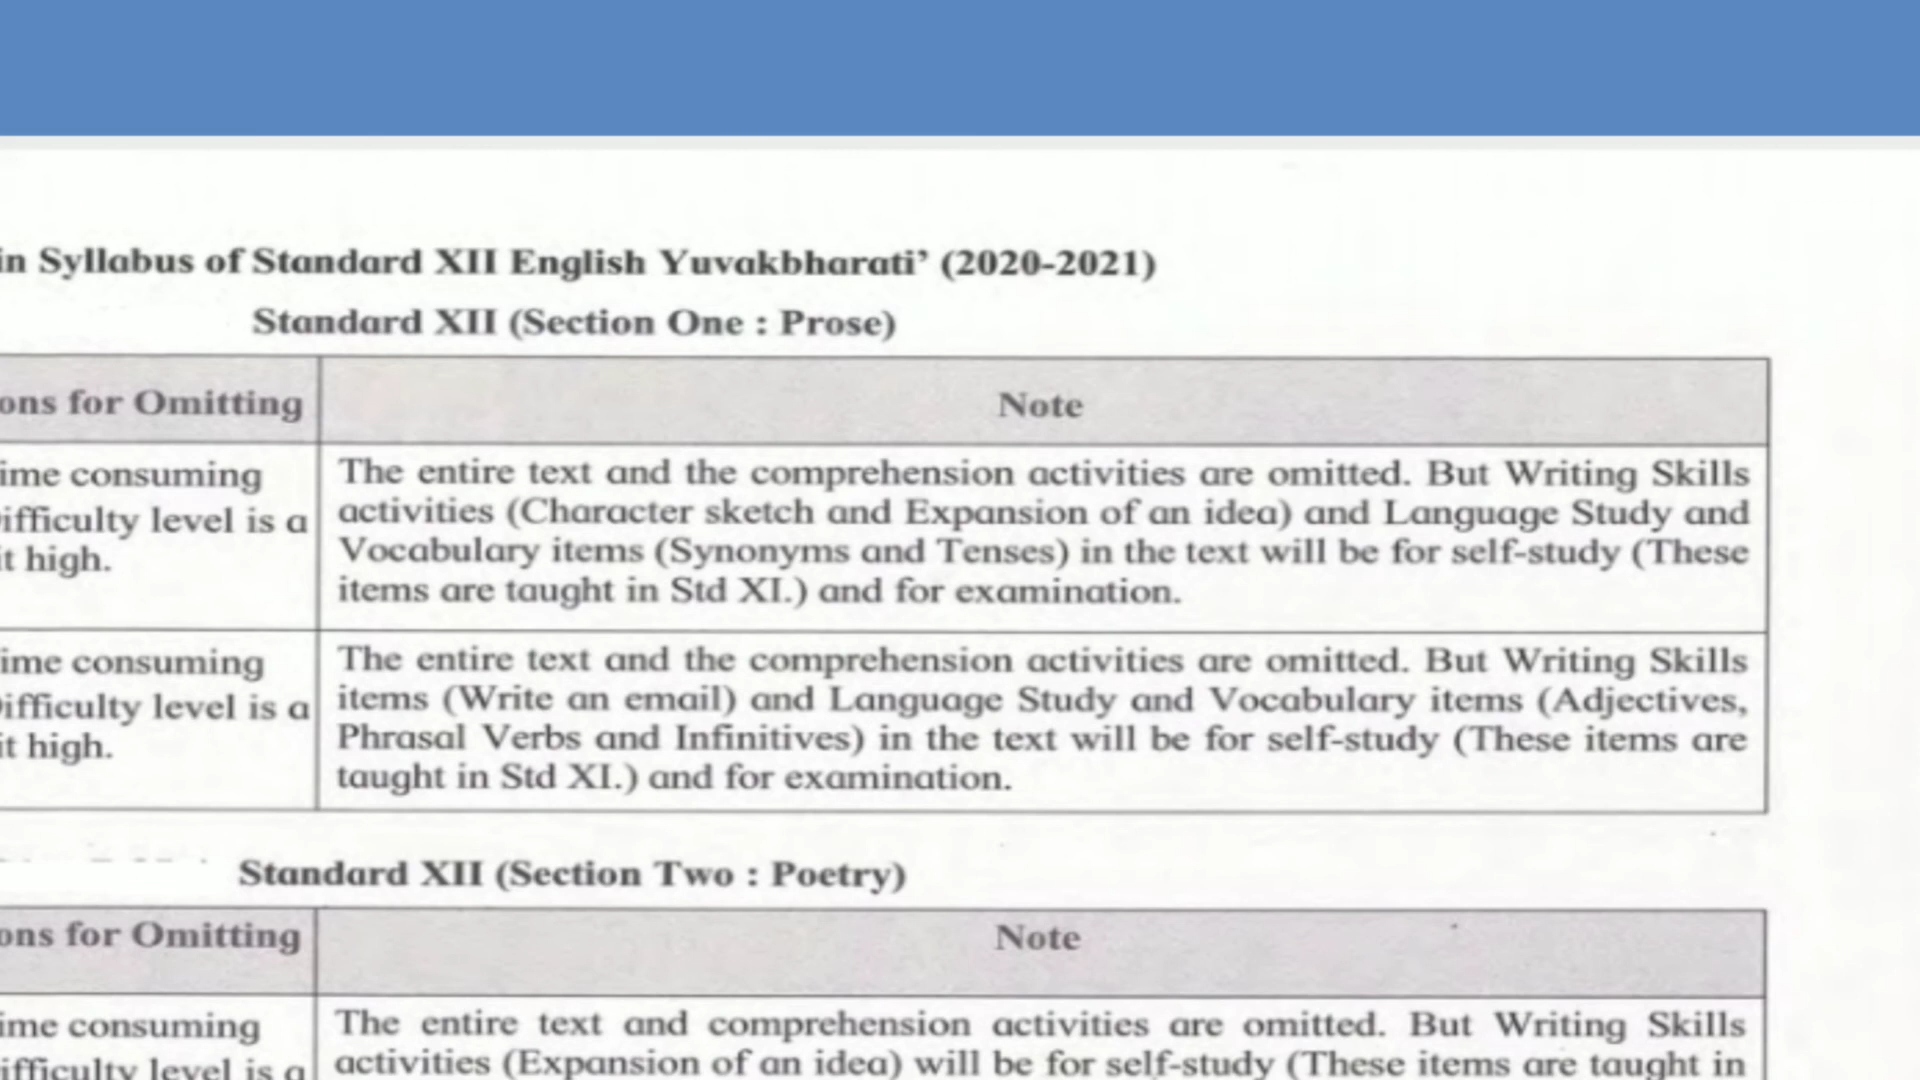 in Syllabus of Standard XII English Yuvakbharati’ (2020-2021)
Standard XII (Section One : Prose)
ons for Omitting
Note
ime consuming
ifficulty level is a
it high.
The entire text and the comprehension activities are omitted. But Writing Skills
activities (Character sketch and Expansion of an idea) and Language Study and
Vocabulary items (Synonyms and Tenses) in the text will be for self-study (These
items are taught in Std XI.) and for examination.
ime consuming
ifficulty level is a
it high.
The entire text and the comprehension activities are omitted. But Writing Skills
items (Write an email) and Language Study and Vocabulary items (Adjectives,
Phrasal Verbs and Infinitives) in the text will be for self-study (These items are
taught in Std XI.) and for examination.
Standard XII (Section Two : Poetry)
ons for Omitting
Note
ime consuming
ifficulty level is a
The entire text and comprehension activities are omitted. But Writing Skills
activities (Expansion of an idea) will be for self-study (These items are taught in